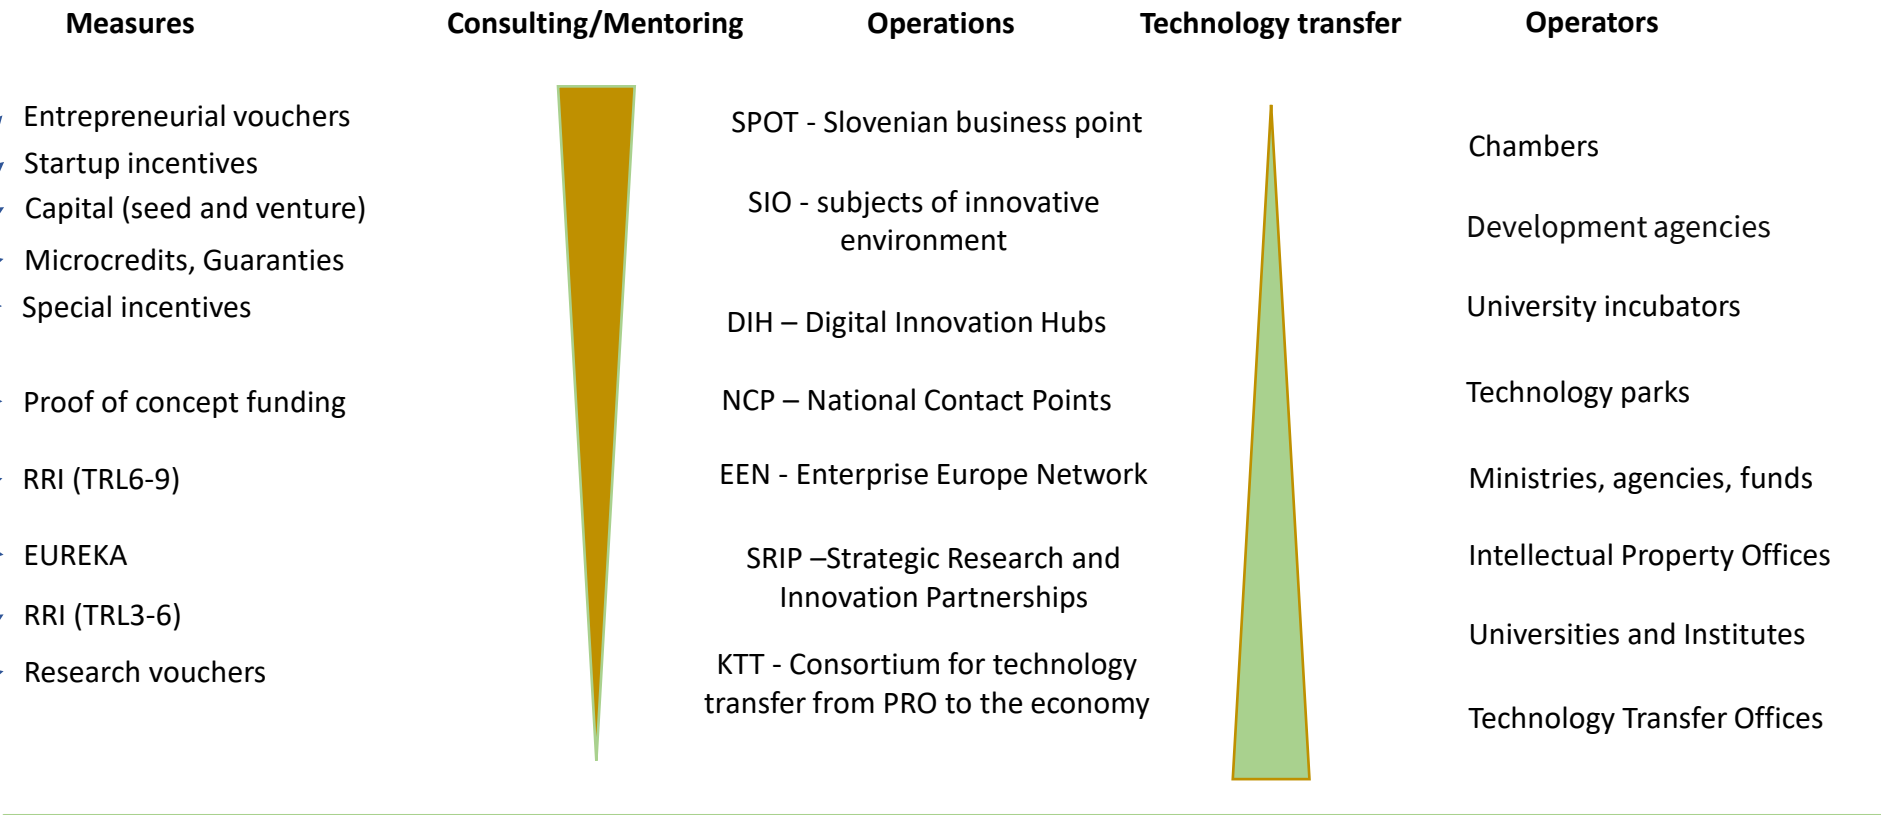 Measures
Consulting/Mentoring
Operations
Technology transfer
Operators
Entrepreneurial vouchers
Startup incentives
Capital (seed and venture)
Microcredits, Guaranties
Special incentives
Proof of concept funding
RRI (TRL6-9)
EUREKA
RRI (TRL3-6)
Research vouchers
SPOT - Slovenian business point
SIO - subjects of innovative
environment
DIH – Digital Innovation Hubs
NCP – National Contact Points
EEN - Enterprise Europe Network
SRIP –Strategic Research and
Innovation Partnerships
KTT - Consortium for technology
transfer from PRO to the economy
Chambers
Development agencies
University incubators
Technology parks
Ministries, agencies, funds
Intellectual Property Offices
Universities and Institutes
Technology Transfer Offices